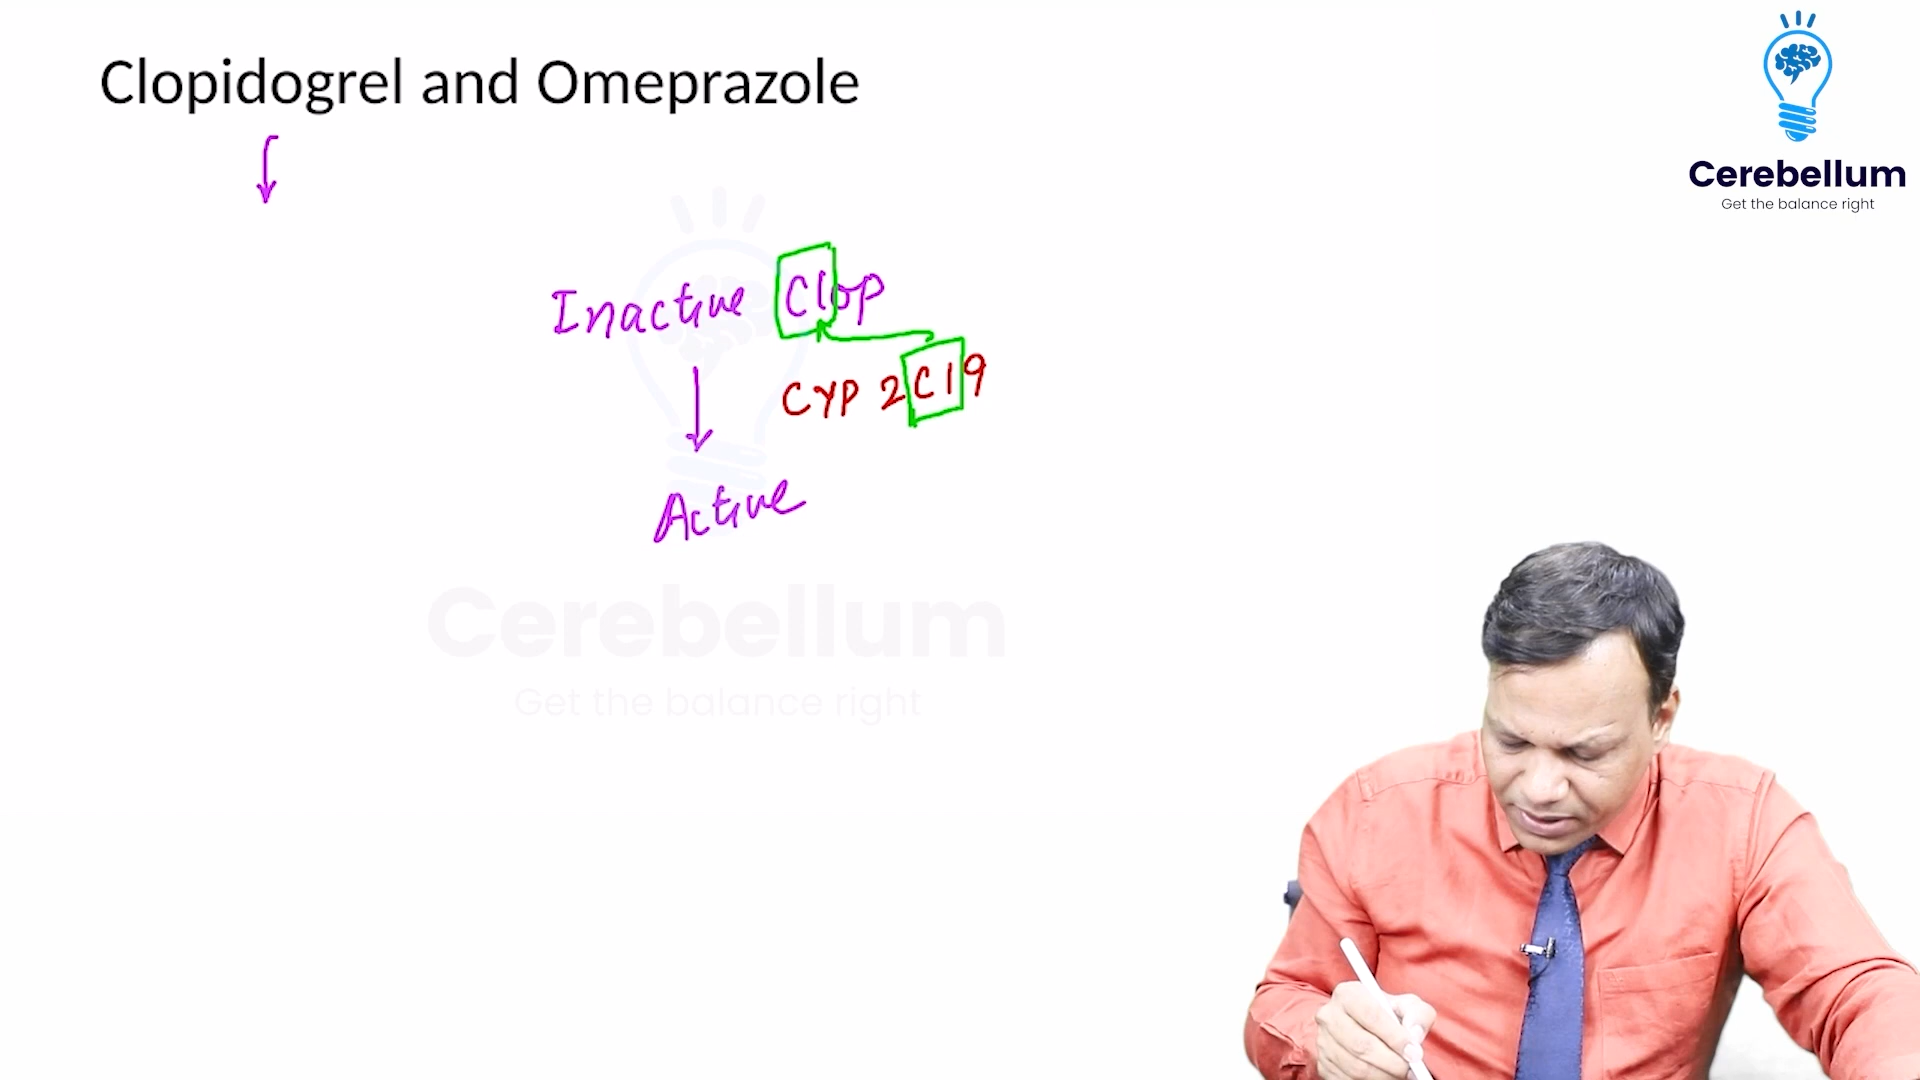 Clopidogrel and Omeprazole
Cerebellum
Get the balance right
Inactive Clop
CYP 2C19
Active
Cerebellum
Get the balance right